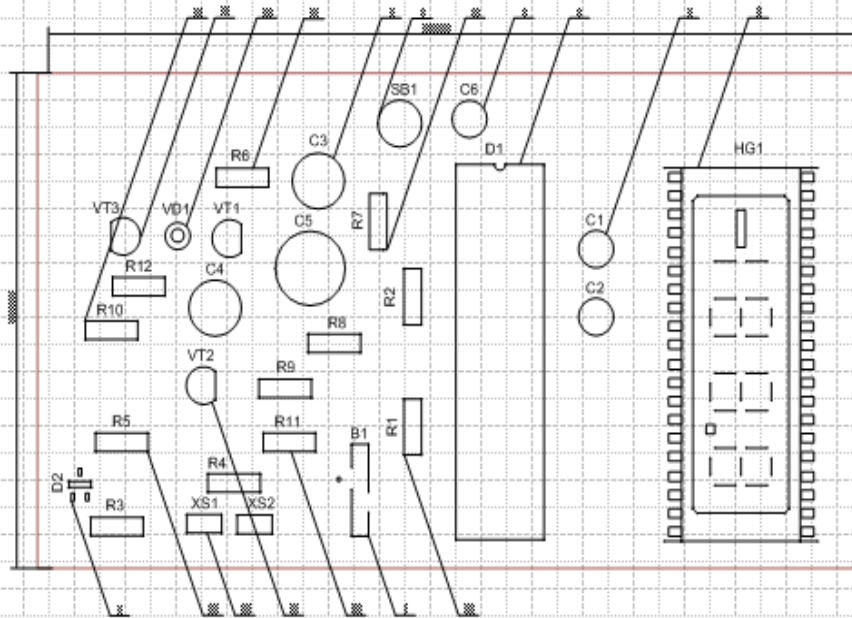 SB1 C6
C3 D1 HG1
R6
VT3 VD1 VT1 C5 R7 C1
R12 C4 R2 C2
R10 R8
VT2 R9
R5 R11 B1 R1
D2 R4
R3 XS1 XS2